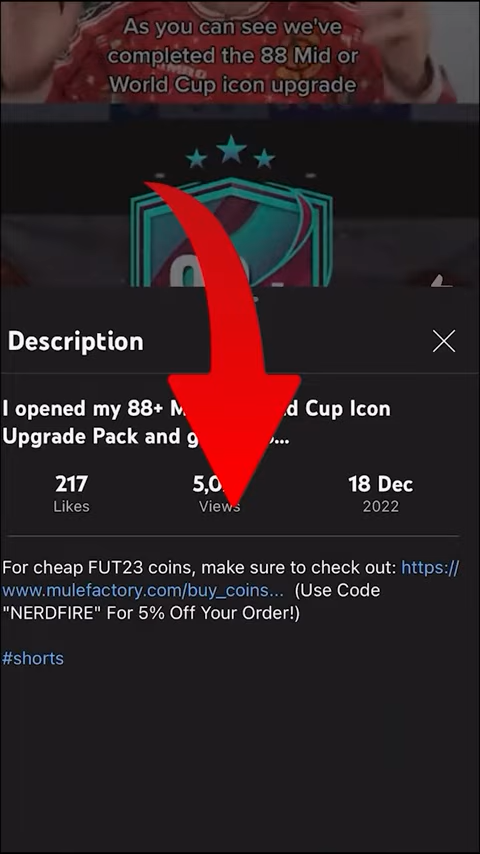 As you can see we've
completed the 88 Mid or
World Cup icon upgrade
Description
I opened my 88+ Cup Icon
Upgrade Pack and
217
Likes
Views
18 Dec
2022
For cheap FUT23 coins, make sure to check out: https://
www.mulefactory.com/buy_coins... (Use Code
"NERDFIRE" For 5% Off Your Order!)
#shorts